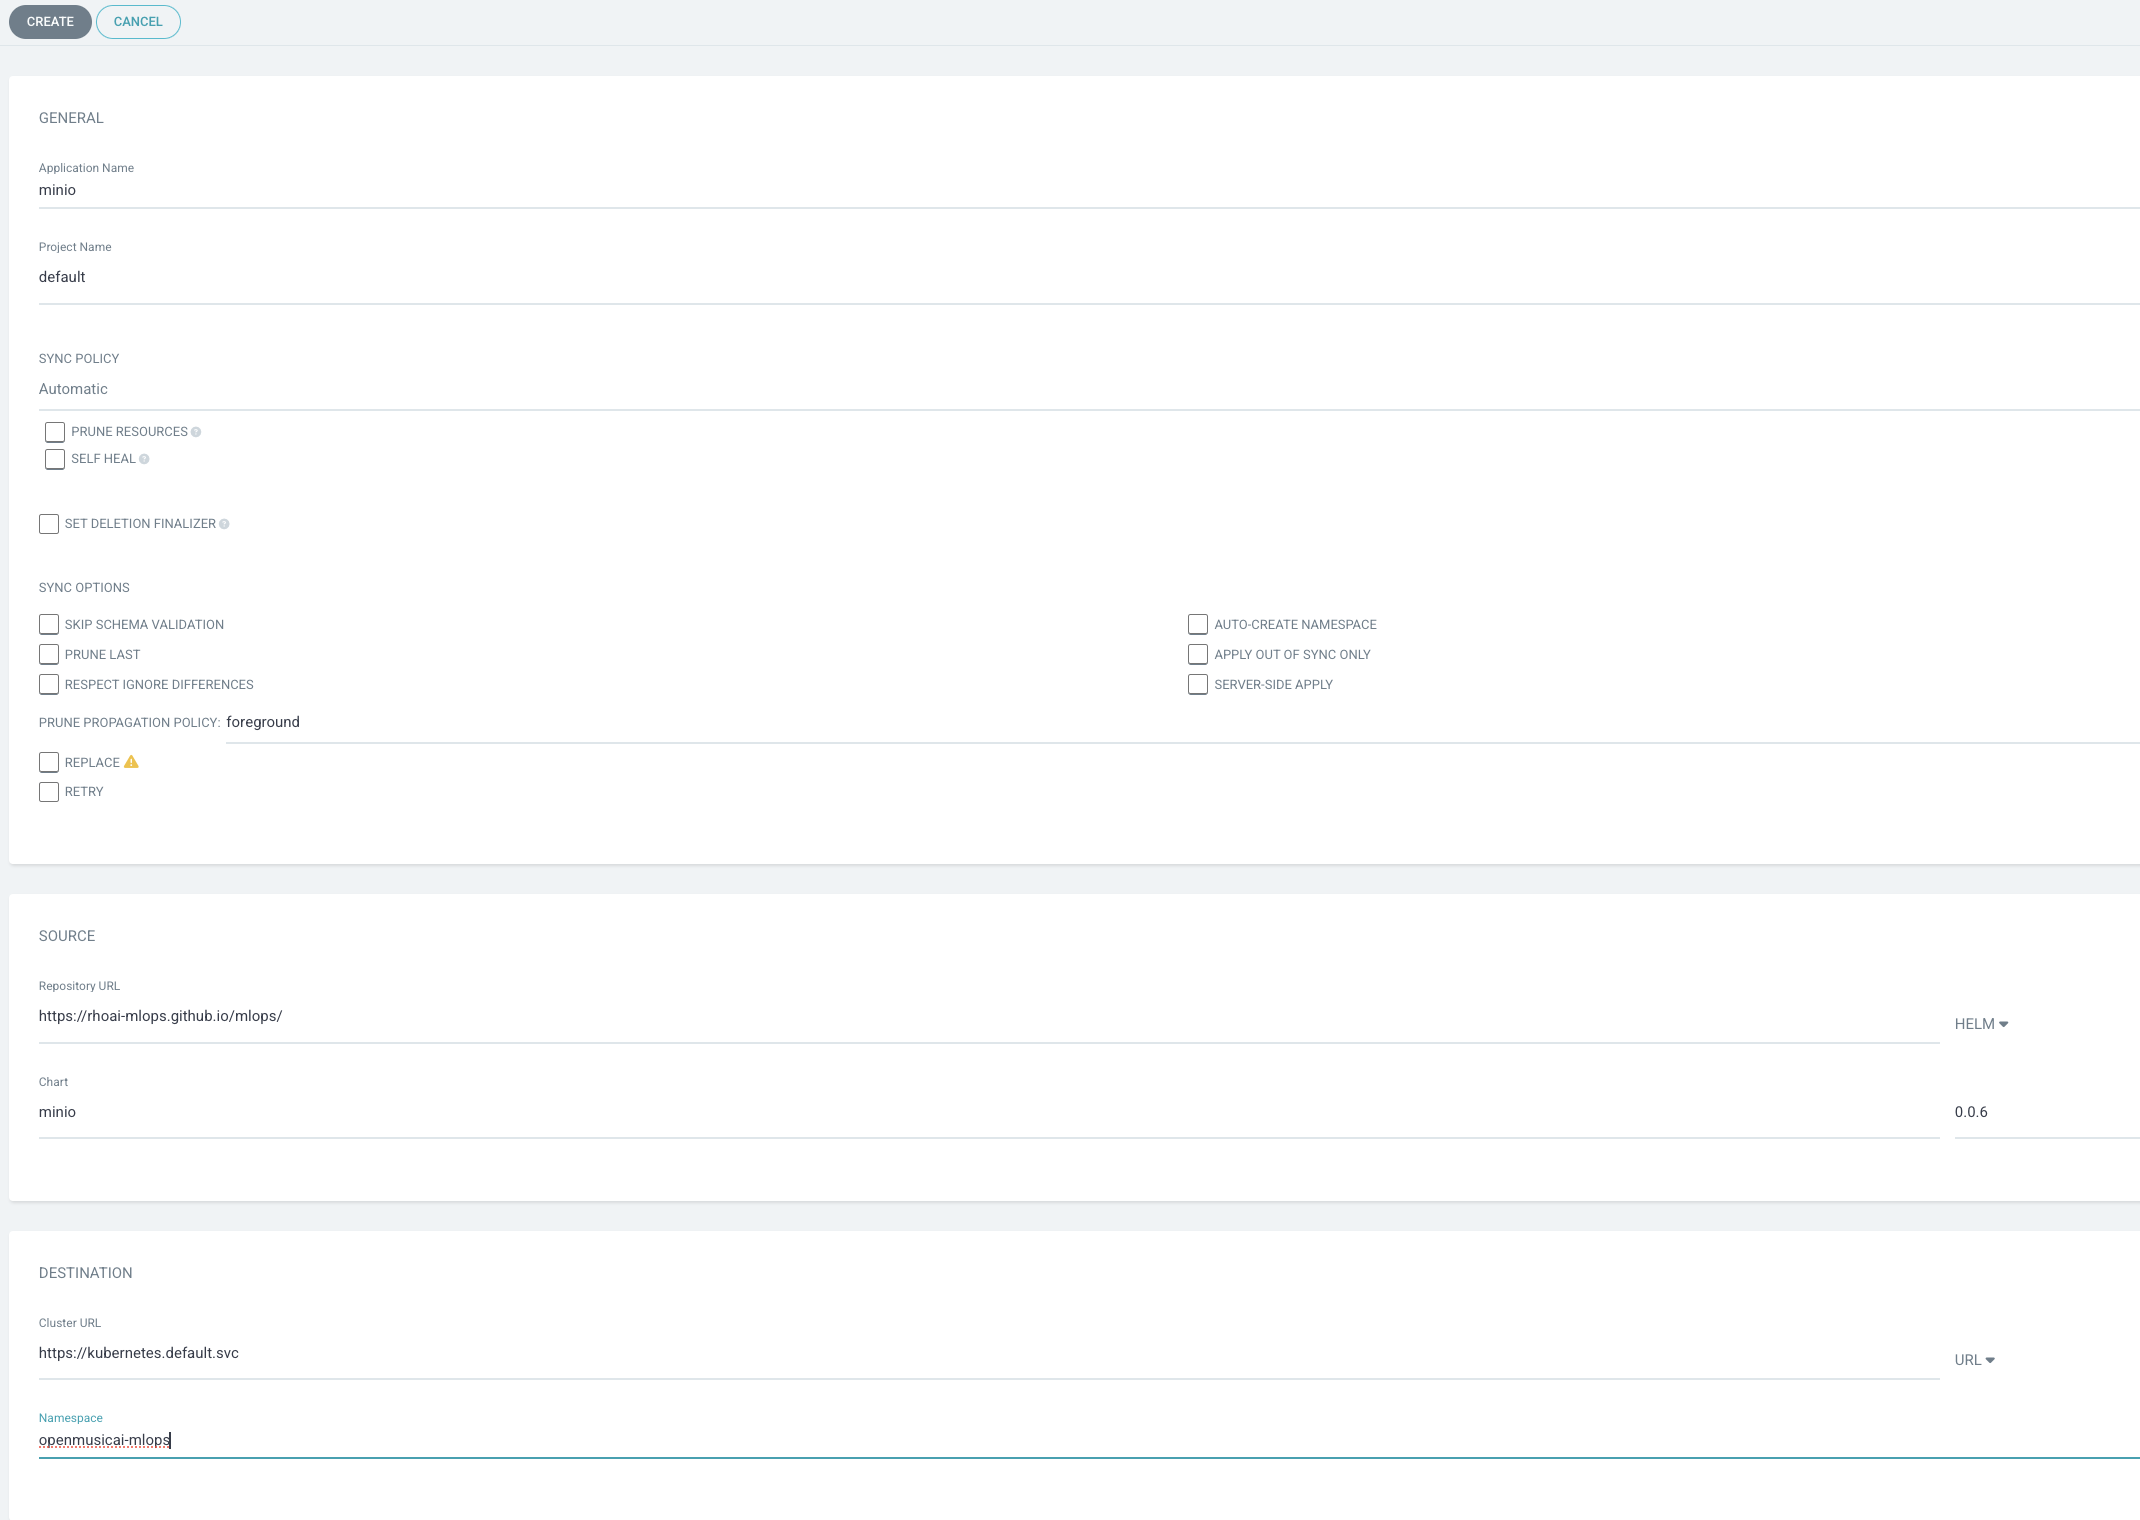 CREATE CANCEL
GENERAL
Application Name
minio
Project Name
default
SYNC POLICY
Automatic
PRUNE RESOURCES ?
SELF HEAL ?
SET DELETION FINALIZER ?
SYNC OPTIONS
SKIP SCHEMA VALIDATION AUTO-CREATE NAMESPACE
PRUNE LAST APPLY OUT OF SYNC ONLY
RESPECT IGNORE DIFFERENCES SERVER-SIDE APPLY
PRUNE PROPAGATION POLICY: foreground
REPLACE
RETRY
SOURCE
Repository URL
https://rhoai-mlops.github.io/mlops/ HELM
Chart
minio 0.0.6
DESTINATION
Cluster URL
https://kubernetes.default.svc URL
Namespace
openmusicai-mlops